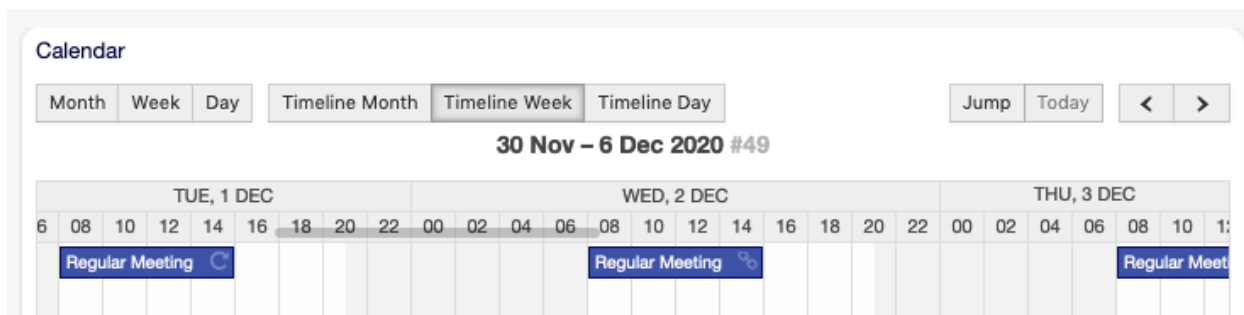 Calendar
Month Week Day Timeline Month Timeline Week Timeline Day Jump Today
30 Nov – 6 Dec 2020 #49
TUE, 1 DEC WED, 2 DEC THU, 3 DEC
6 08 10 12 14 16 18 20 22 00 02 04 06 08 10 12 14 16 18 20 22 00 02 04 06 08 10
Regular Meeting Regular Meeting Regular Meeti